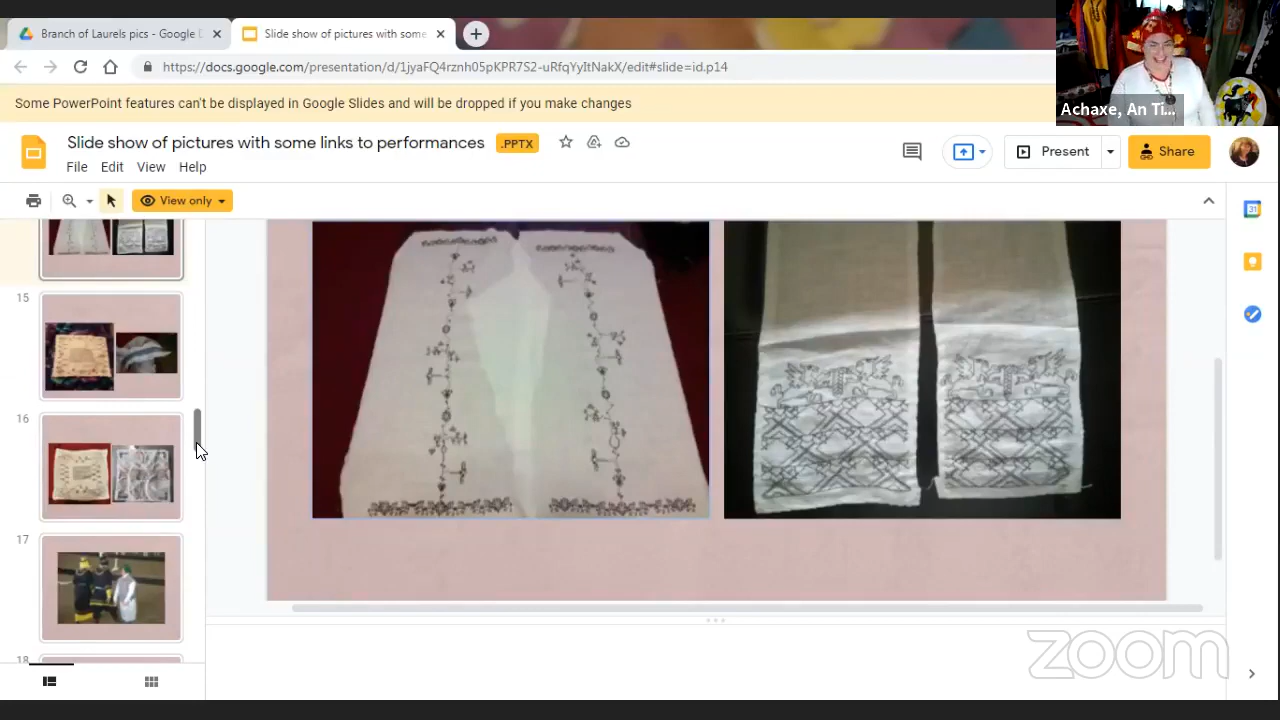 Branch of Laurels pics - Google D
Slide show of pictures with some
https://docs.google.com/presentation/d/1jyaFQ4rznh05pKPR7S2-uRfqYyItNakX/edit#slide=id.p14
Some PowerPoint features can't be displayed in Google Slides and will be dropped if you make changes
Achaxe, An Ti...
Slide show of pictures with some links to performances .PPTX
File Edit View Help
Present
Share
View only
31
15
16
17
18
zoom